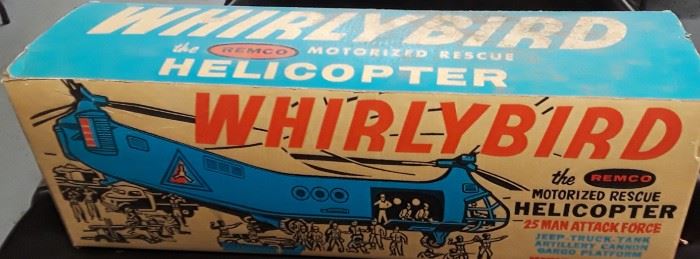 WHIRLYBIRD
the REMCO MOTORIZED RESCUE
HELICOPTER
WHIRLYBIRD
the REMCO
MOTORIZED RESCUE
HELICOPTER
25 MAN ATTACK FORCE
JEEP-TRUCK-TANK
ARTILLERY CANNON
CARGO PLATFORM